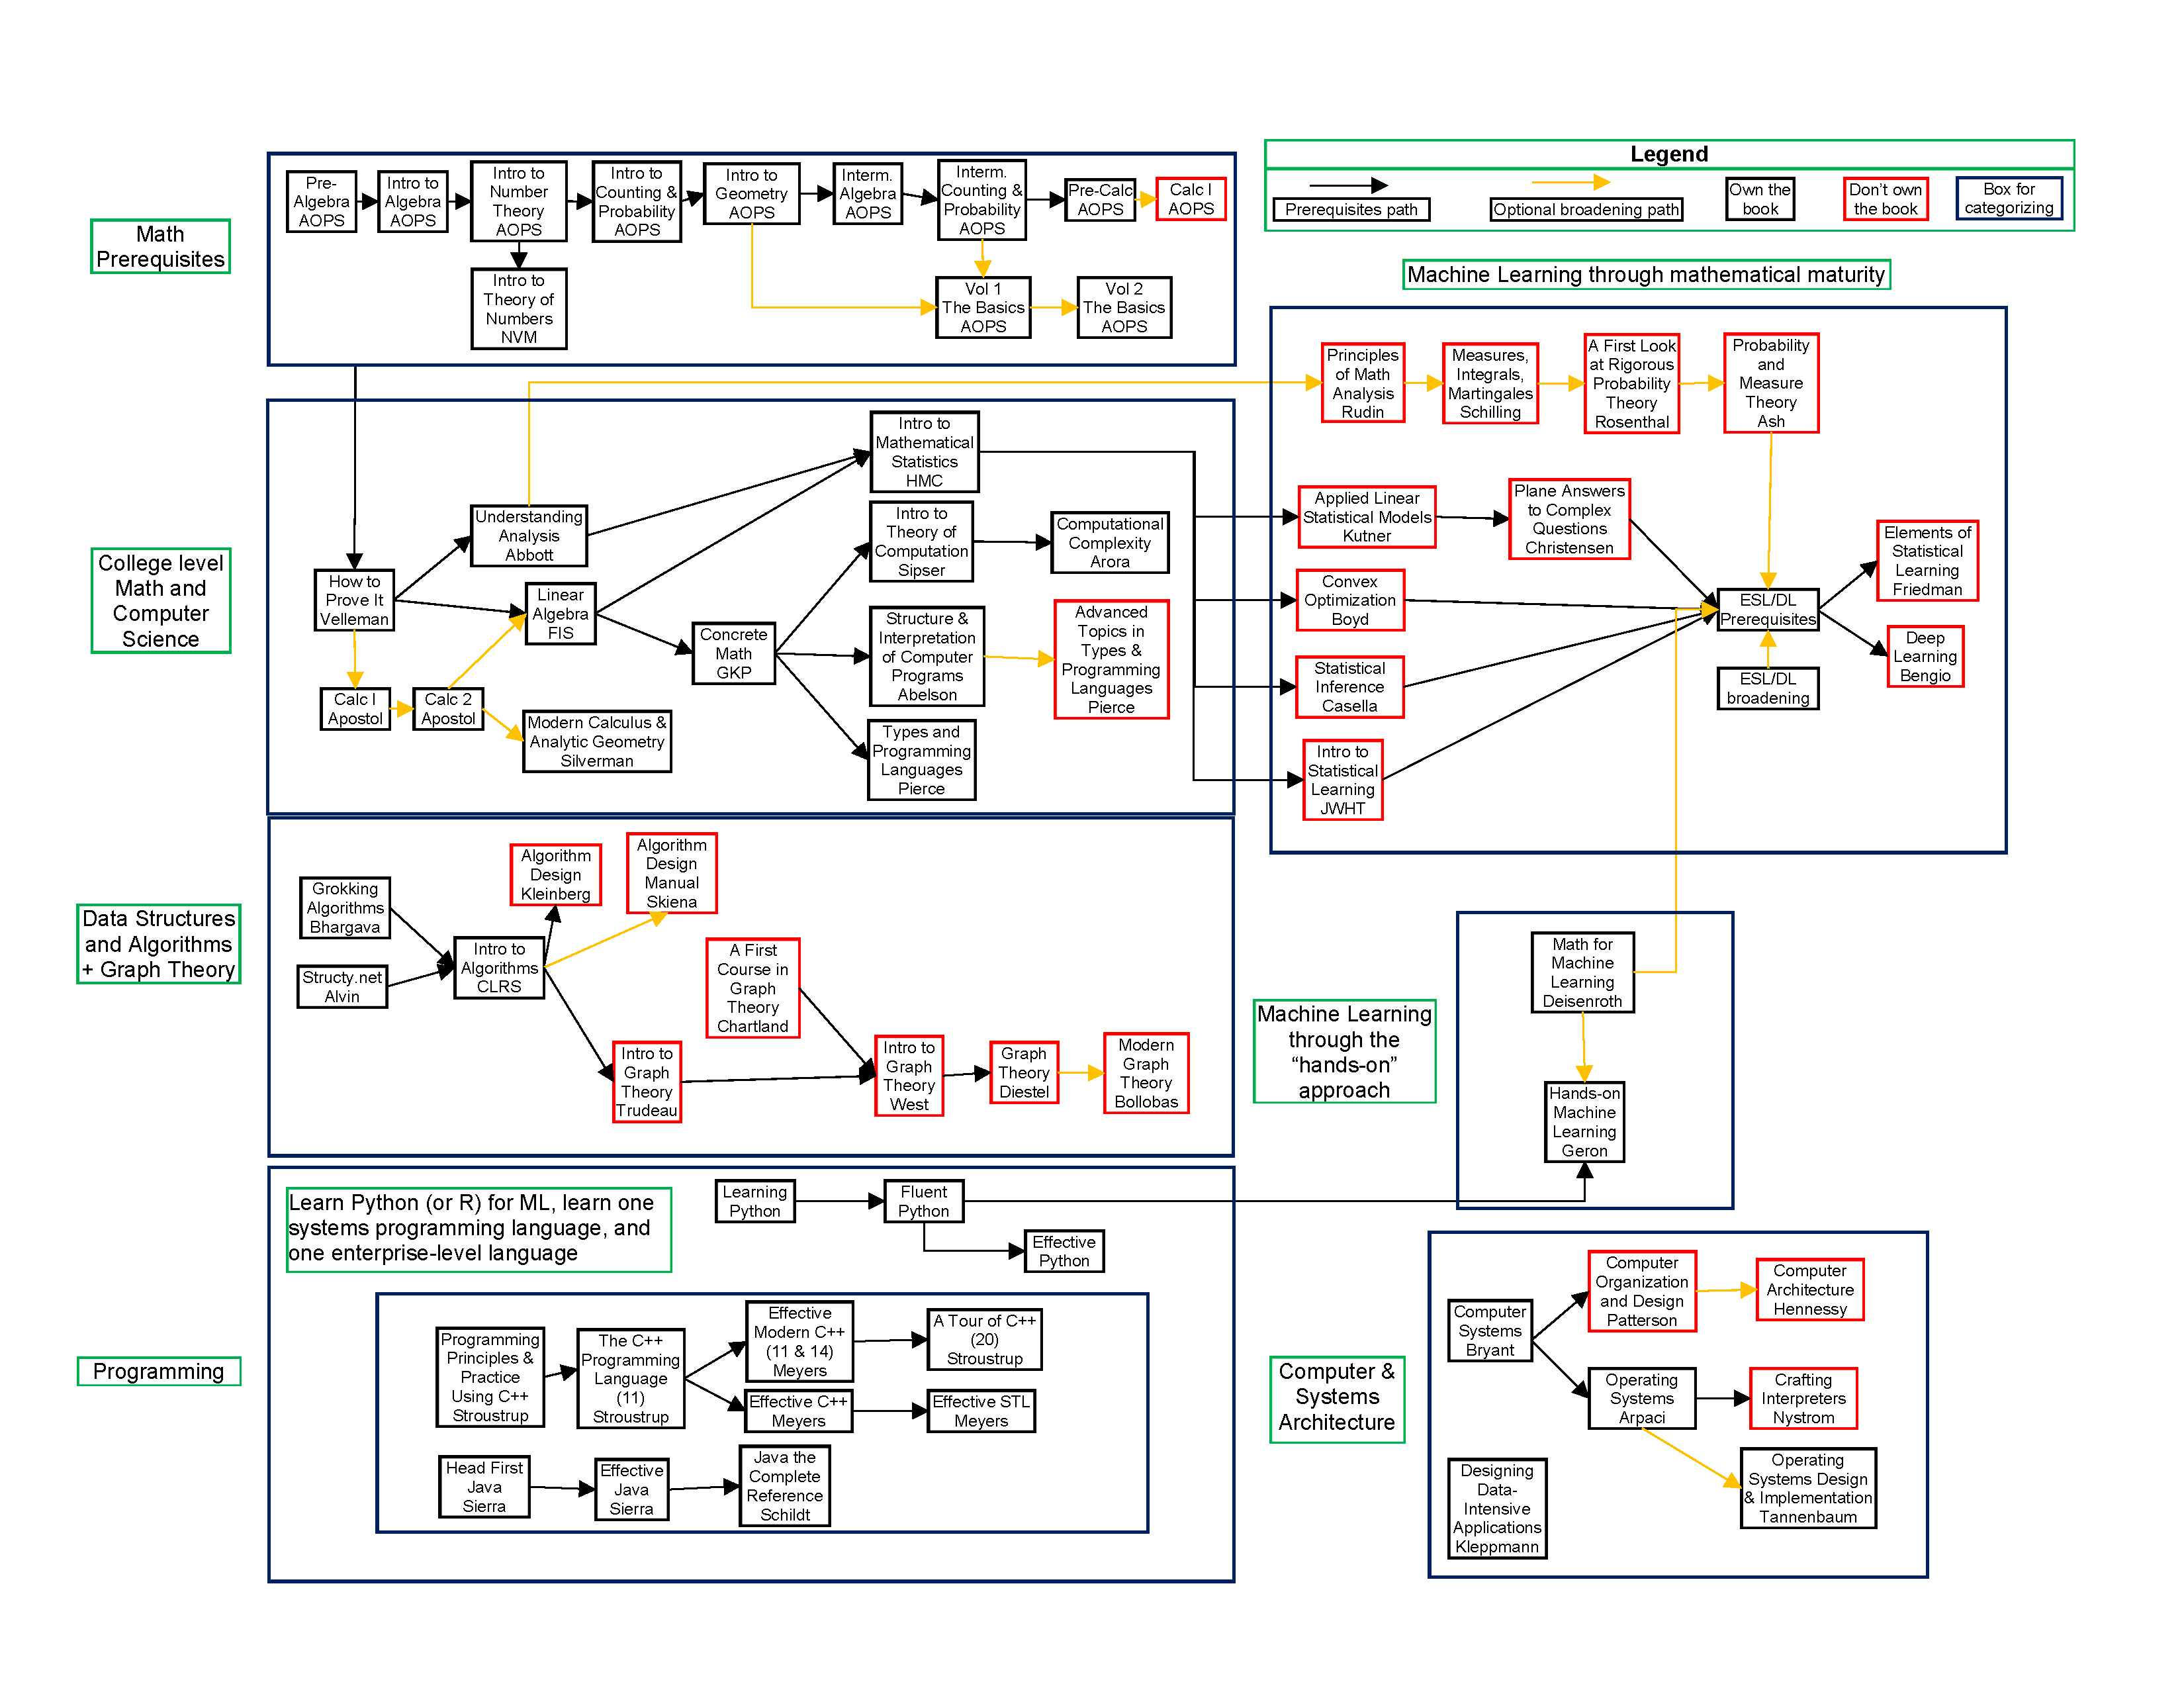 Math
Prerequisites
Pre-
Algebra
AOPS
Intro to
Algebra
AOPS
Intro to
Number
Theory
AOPS
Intro to
Counting &
Probability
AOPS
Intro to
Geometry
AOPS
Interm.
Algebra
AOPS
Interm.
Counting &
Probability
AOPS
Pre-Calc
AOPS
Calc I
AOPS
Intro to
Theory of
Numbers
NVM
Vol 1
The Basics
AOPS
Vol 2
The Basics
AOPS
Legend
Prerequisites path
Optional broadening path
Own the
book
Don't own
the book
Box for
categorizing
Machine Learning through mathematical maturity
Principles
of Math
Analysis
Rudin
Measures,
Integrals,
Martingales
Schilling
A First Look
at Rigorous
Probability
Theory
Rosenthal
Probability
and
Measure
Theory
Ash
Applied Linear
Statistical Models
Kutner
Plane Answers
to Complex
Questions
Christensen
Convex
Optimization
Boyd
Statistical
Inference
Casella
Intro to
Statistical
Learning
JWHT
ESL/DL
Prerequisites
ESL/DL
broadening
Elements of
Statistical
Learning
Friedman
Deep
Learning
Bengio
College level
Math and
Computer
Science
How to
Prove It
Velleman
Understanding
Analysis
Abbott
Linear
Algebra
FIS
Calc I
Apostol
Calc 2
Apostol
Modern Calculus &
Analytic Geometry
Silverman
Concrete
Math
GKP
Intro to
Mathematical
Statistics
HMC
Intro to
Theory of
Computation
Sipser
Computational
Complexity
Arora
Structure &
Interpretation
of Computer
Programs
Abelson
Advanced
Topics in
Types &
Programming
Languages
Pierce
Types and
Programming
Languages
Pierce
Data Structures
and Algorithms
+ Graph Theory
Grokking
Algorithms
Bhargava
Structy.net
Alvin
Intro to
Algorithms
CLRS
Algorithm
Design
Kleinberg
Algorithm
Design
Manual
Skiena
A First
Course in
Graph
Theory
Chartland
Intro to
Graph
Theory
Trudeau
Intro to
Graph
Theory
West
Graph
Theory
Diestel
Modern
Graph
Theory
Bollobas
Machine Learning
through the
“hands-on”
approach
Math for
Machine
Learning
Deisenroth
Hands-on
Machine
Learning
Geron
Programming
Learn Python (or R) for ML, learn one
systems programming language, and
one enterprise-level language
Learning
Python
Fluent
Python
Effective
Python
Programming
Principles &
Practice
Using C++
Stroustrup
The C++
Programming
Language
(11)
Stroustrup
Effective
Modern C++
(11 & 14)
Meyers
A Tour of C++
(20)
Stroustrup
Effective C++
Meyers
Effective STL
Meyers
Head First
Java
Sierra
Effective
Java
Sierra
Java the
Complete
Reference
Schildt
Computer &
Systems
Architecture
Computer
Systems
Bryant
Computer
Organization
and Design
Patterson
Computer
Architecture
Hennessy
Operating
Systems
Arpaci
Crafting
Interpreters
Nystrom
Operating
Systems Design
& Implementation
Tannenbaum
Designing
Data-
Intensive
Applications
Kleppmann